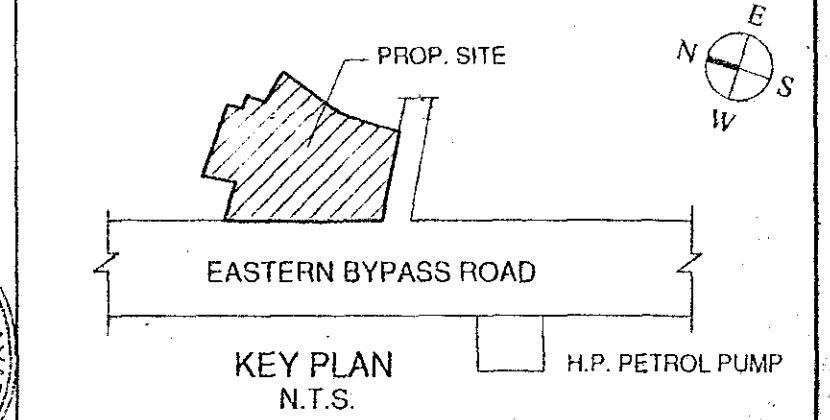 E
N
S
W
PROP. SITE
EASTERN BYPASS ROAD
KEY PLAN
N.T.S.
H.P. PETROL PUMP